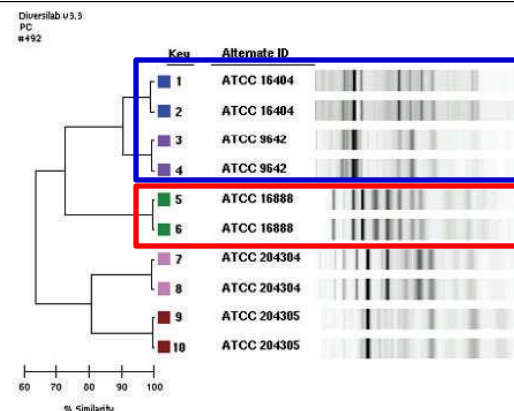 Diversilab v3.3
PC
#492
Key Alternate ID
1 ATCC 16404
2 ATCC 16404
3 ATCC 9642
4 ATCC 9642
5 ATCC 16888
6 ATCC 16888
7 ATCC 204304
8 ATCC 204304
9 ATCC 204305
10 ATCC 204305
60 70 80 90 100
% Similarity